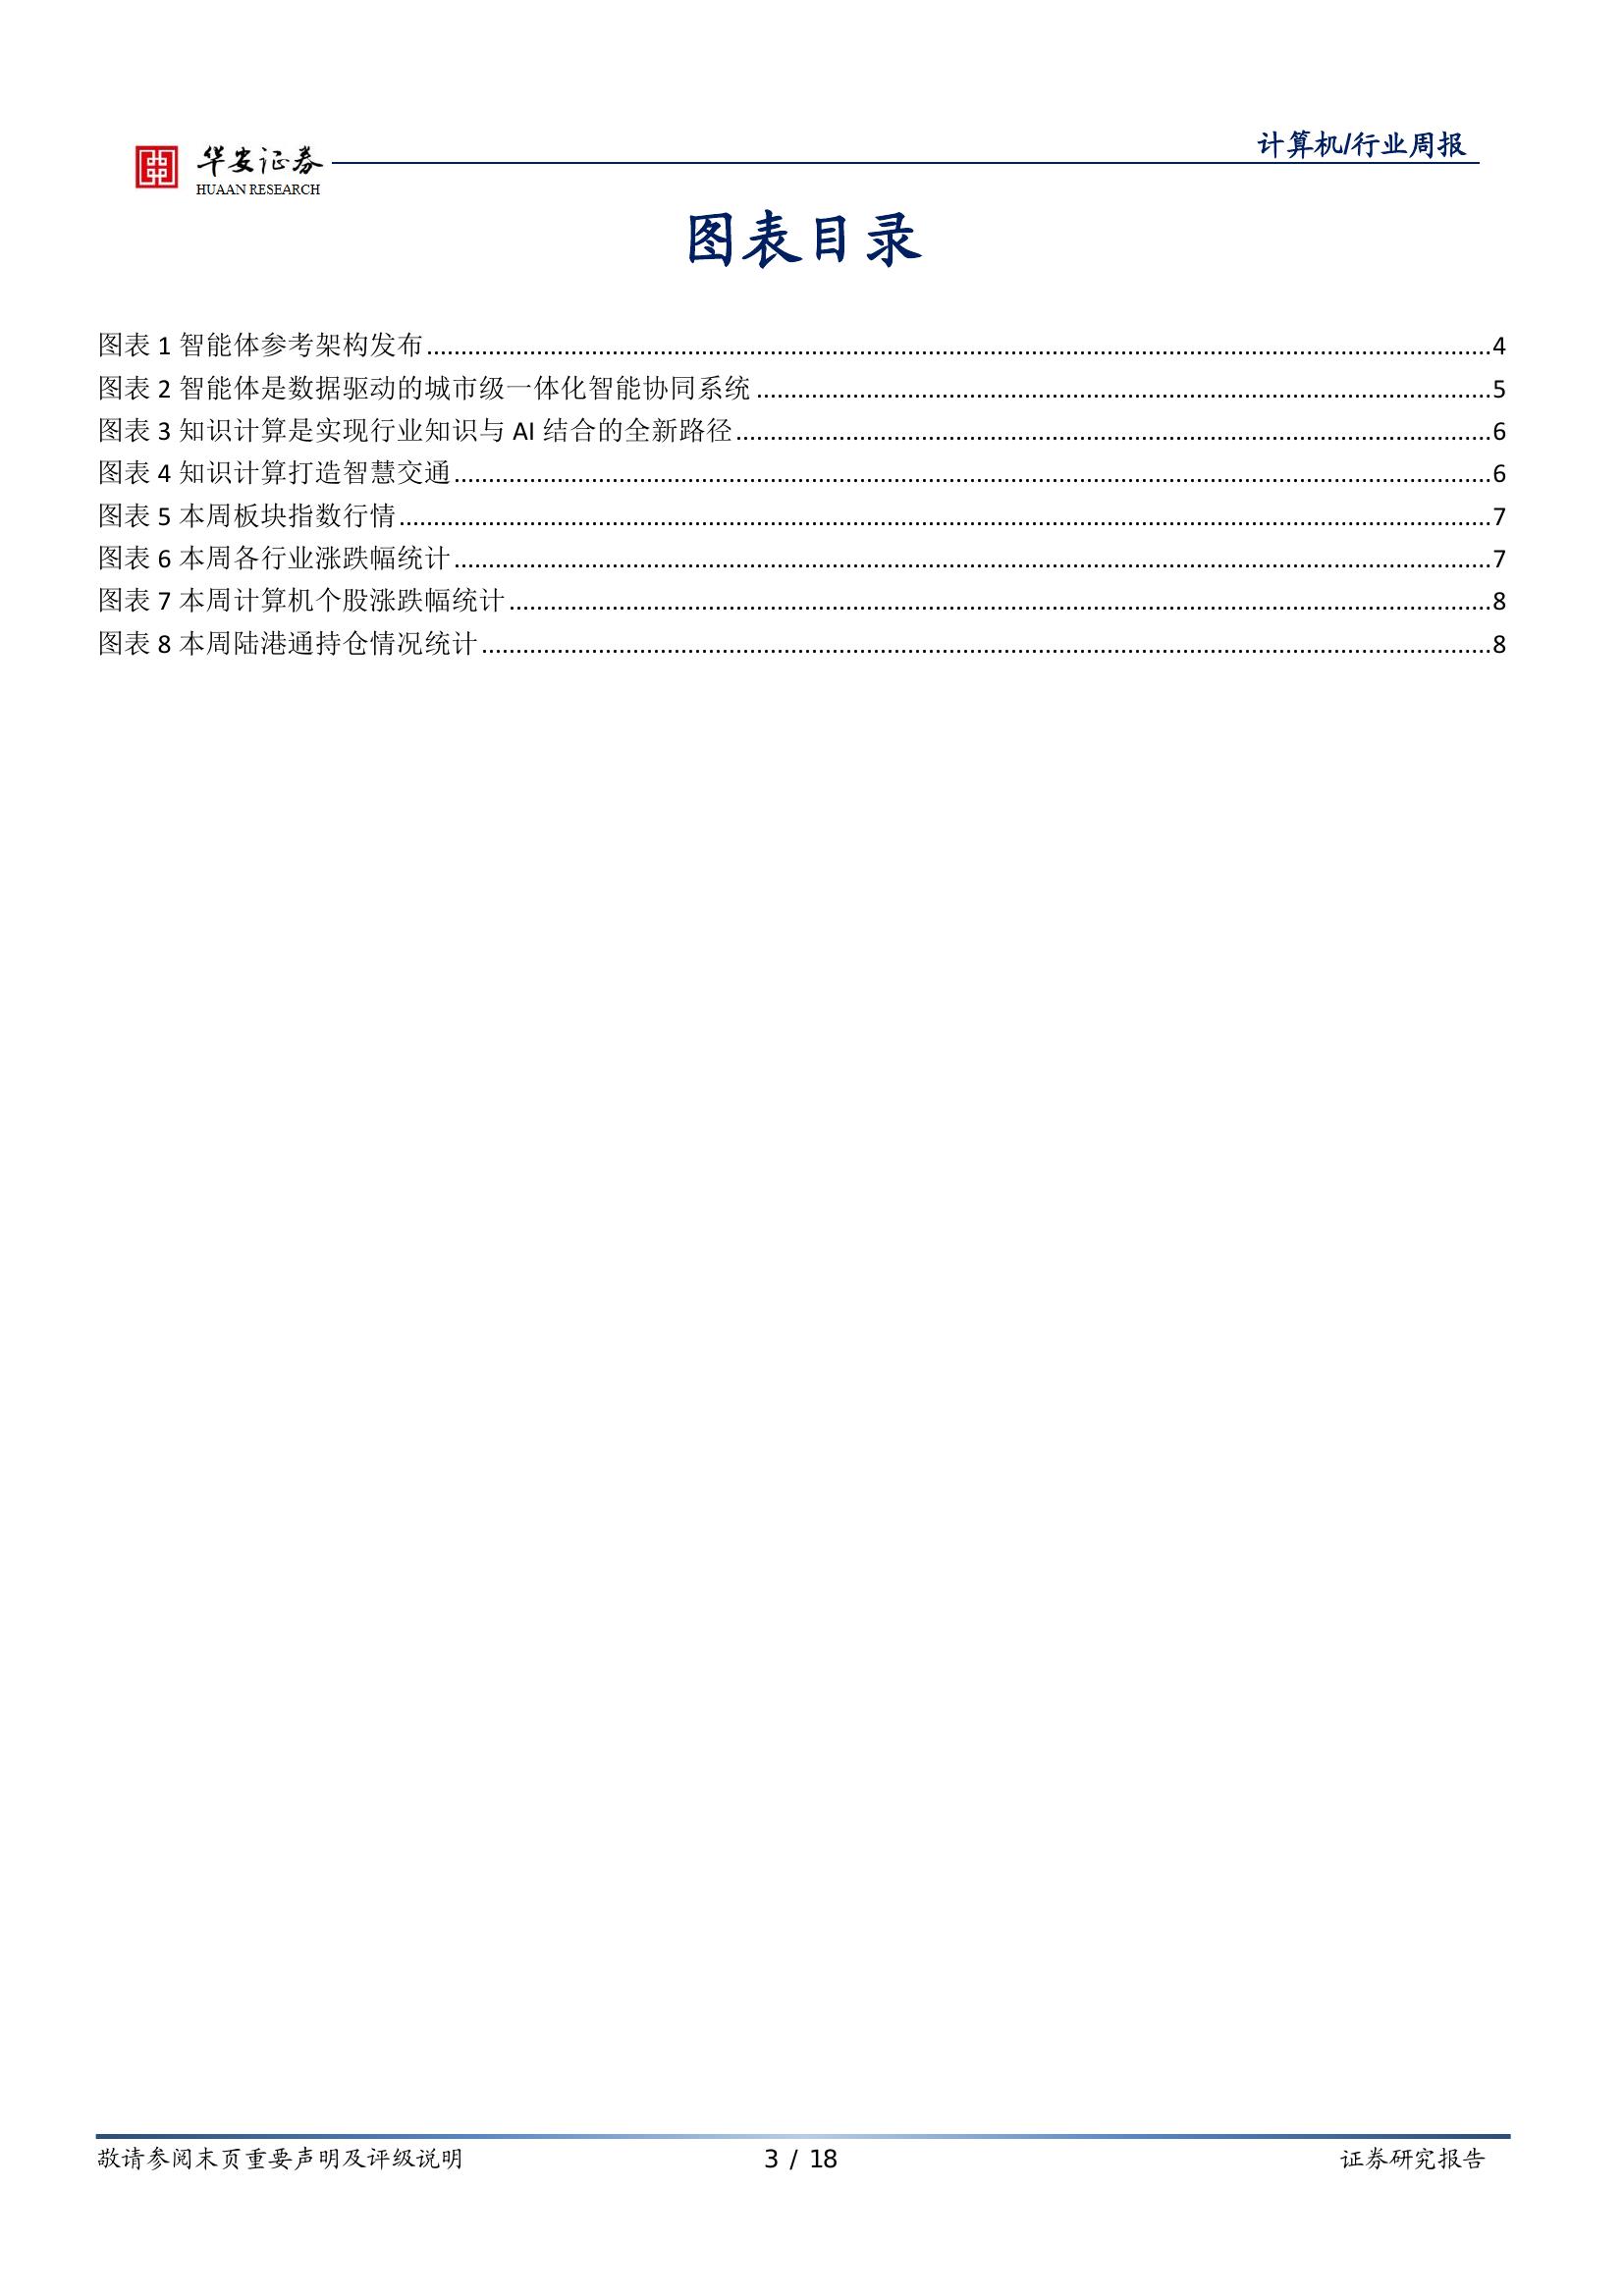 计算机/行业周报
华安证券
HUAAN RESEARCH
图表目录
图表 1 智能体参考架构发布........................4
图表 2 智能体是数据驱动的城市级一体化智能协同系统........................5
图表 3 知识计算是实现行业知识与 AI 结合的全新路径........................6
图表 4 知识计算打造智慧交通........................6
图表 5 本周板块指数行情........................7
图表 6 本周各行业涨跌幅统计........................7
图表 7 本周计算机个股涨跌幅统计........................8
图表 8 本周陆港通持仓情况统计........................8
敬请参阅末页重要声明及评级说明
3 / 18
证券研究报告